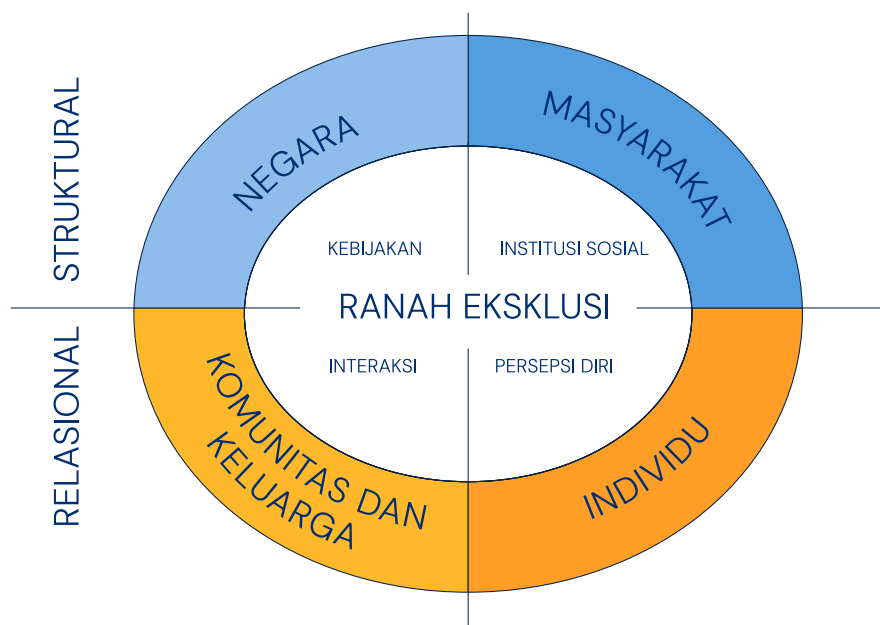 STRUKTURAL
NEGARA
MASYARAKAT
KEBIJAKAN
INSTITUSI SOSIAL
RANAH EKSKLUSI
RELASIONAL
INTERAKSI
PERSEPSI DIRI
KOMUNITAS DAN
KELUARGA
INDIVIDU